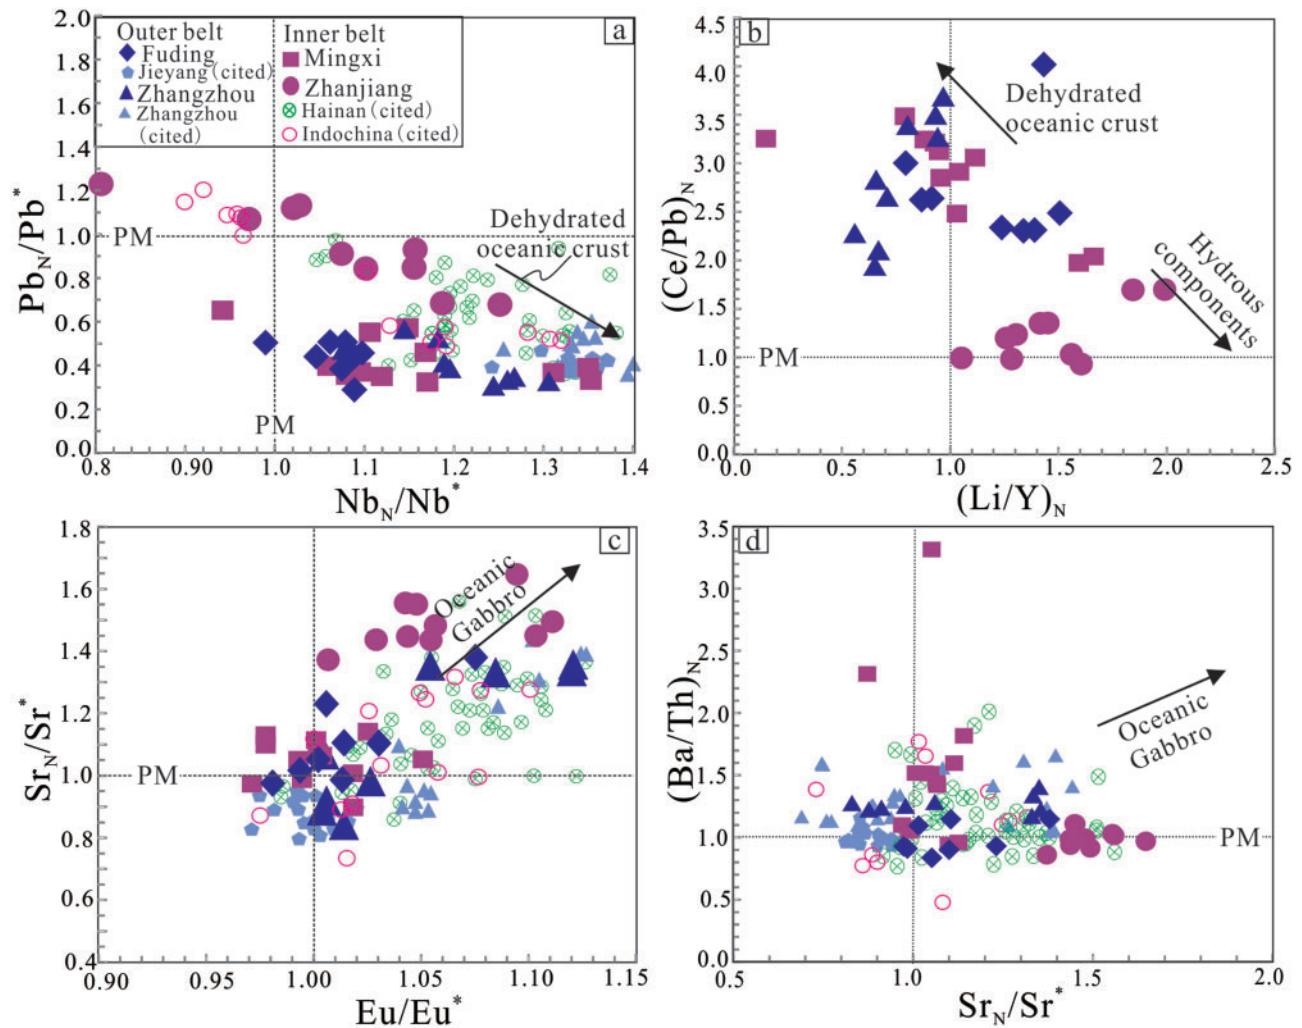 a
Outer belt
Fuding
Jieyang (cited)
Zhangzhou
Zhangzhou
(cited)
Inner belt
Mingxi
Zhanjiang
Hainan (cited)
Indochina (cited)
2.0
1.8
1.6
1.4
1.2
1.0
0.8
0.6
0.4
0.2
0.0
PbN/Pb*
PM
Dehydrated
oceanic crust
PM
0.8
0.90
1.0
1.1
1.2
1.3
1.4
NbN/Nb*
b
4.5
4.0
3.5
3.0
2.5
2.0
1.5
1.0
0.5
0.0
(Ce/Pb)N
Dehydrated
oceanic crust
Hydrous
components
PM
0.0
0.5
1.0
1.5
2.0
2.5
(Li/Y)N
c
1.8
1.6
1.4
1.2
1.0
0.8
0.6
0.4
SrN/Sr*
Oceanic
Gabbro
PM
0.90
0.95
1.00
1.05
1.10
1.15
Eu/Eu*
d
3.5
3.0
2.5
2.0
1.5
1.0
0.5
0.0
(Ba/Th)N
Oceanic
Gabbro
PM
0.5
1.0
1.5
2.0
SrN/Sr*